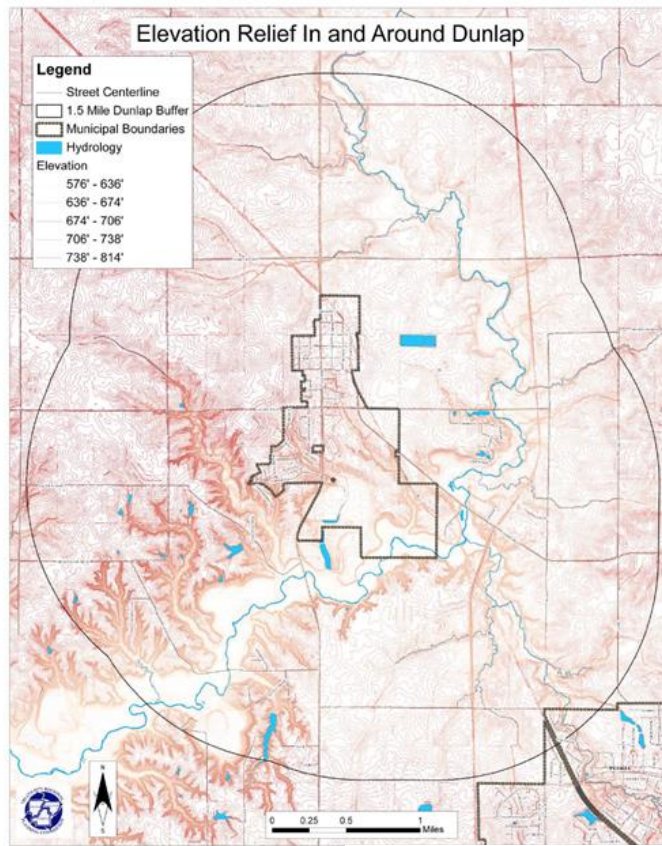 Elevation Relief In and Around Dunlap
Legend
Street Centerline
1.5 Mile Dunlap Buffer
Municipal Boundaries
Hydrology
Elevation
576' - 636'
636' - 674'
674' - 706'
706' - 738'
738' - 814'
N
S
0 0.25 0.5 1
Miles